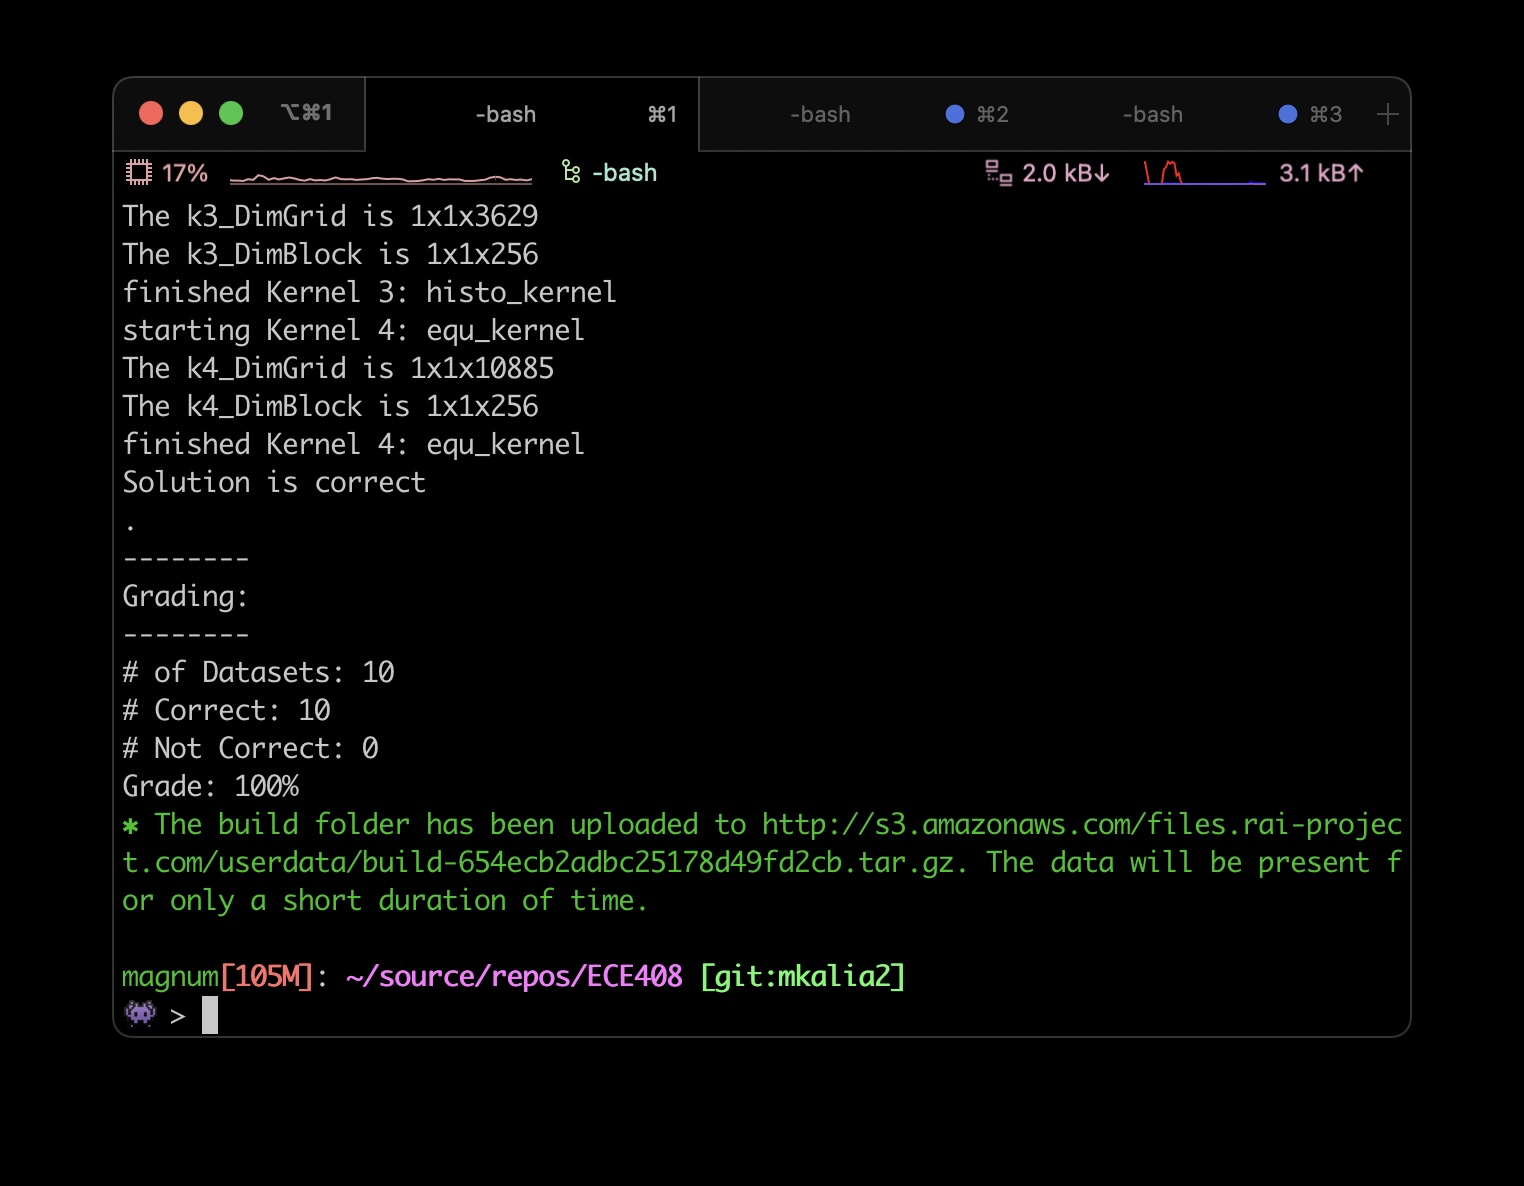 ⌥⌘1 -bash ⌘1 -bash ⌘2 -bash ⌘3 +
17% -bash 2.0 kB↓ 3.1 kB↑
The k3_DimGrid is 1x1x3629
The k3_DimBlock is 1x1x256
finished Kernel 3: histo_kernel
starting Kernel 4: equ_kernel
The k4_DimGrid is 1x1x10885
The k4_DimBlock is 1x1x256
finished Kernel 4: equ_kernel
Solution is correct
.
--------
Grading:
--------
# of Datasets: 10
# Correct: 10
# Not Correct: 0
Grade: 100%
✱ The build folder has been uploaded to http://s3.amazonaws.com/files.rai-projec
t.com/userdata/build-654ecb2adbc25178d49fd2cb.tar.gz. The data will be present f
or only a short duration of time.
magnum[105M]: ~/source/repos/ECE408 [git:mkalia2]
👾 >